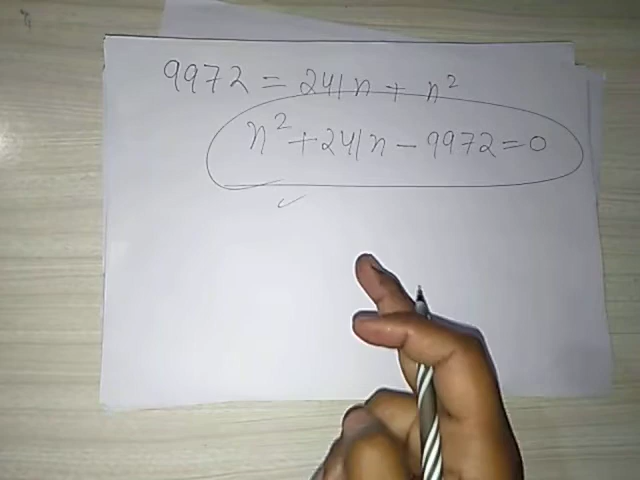 9972 = 241n + n²
n² + 241n - 9972 = 0